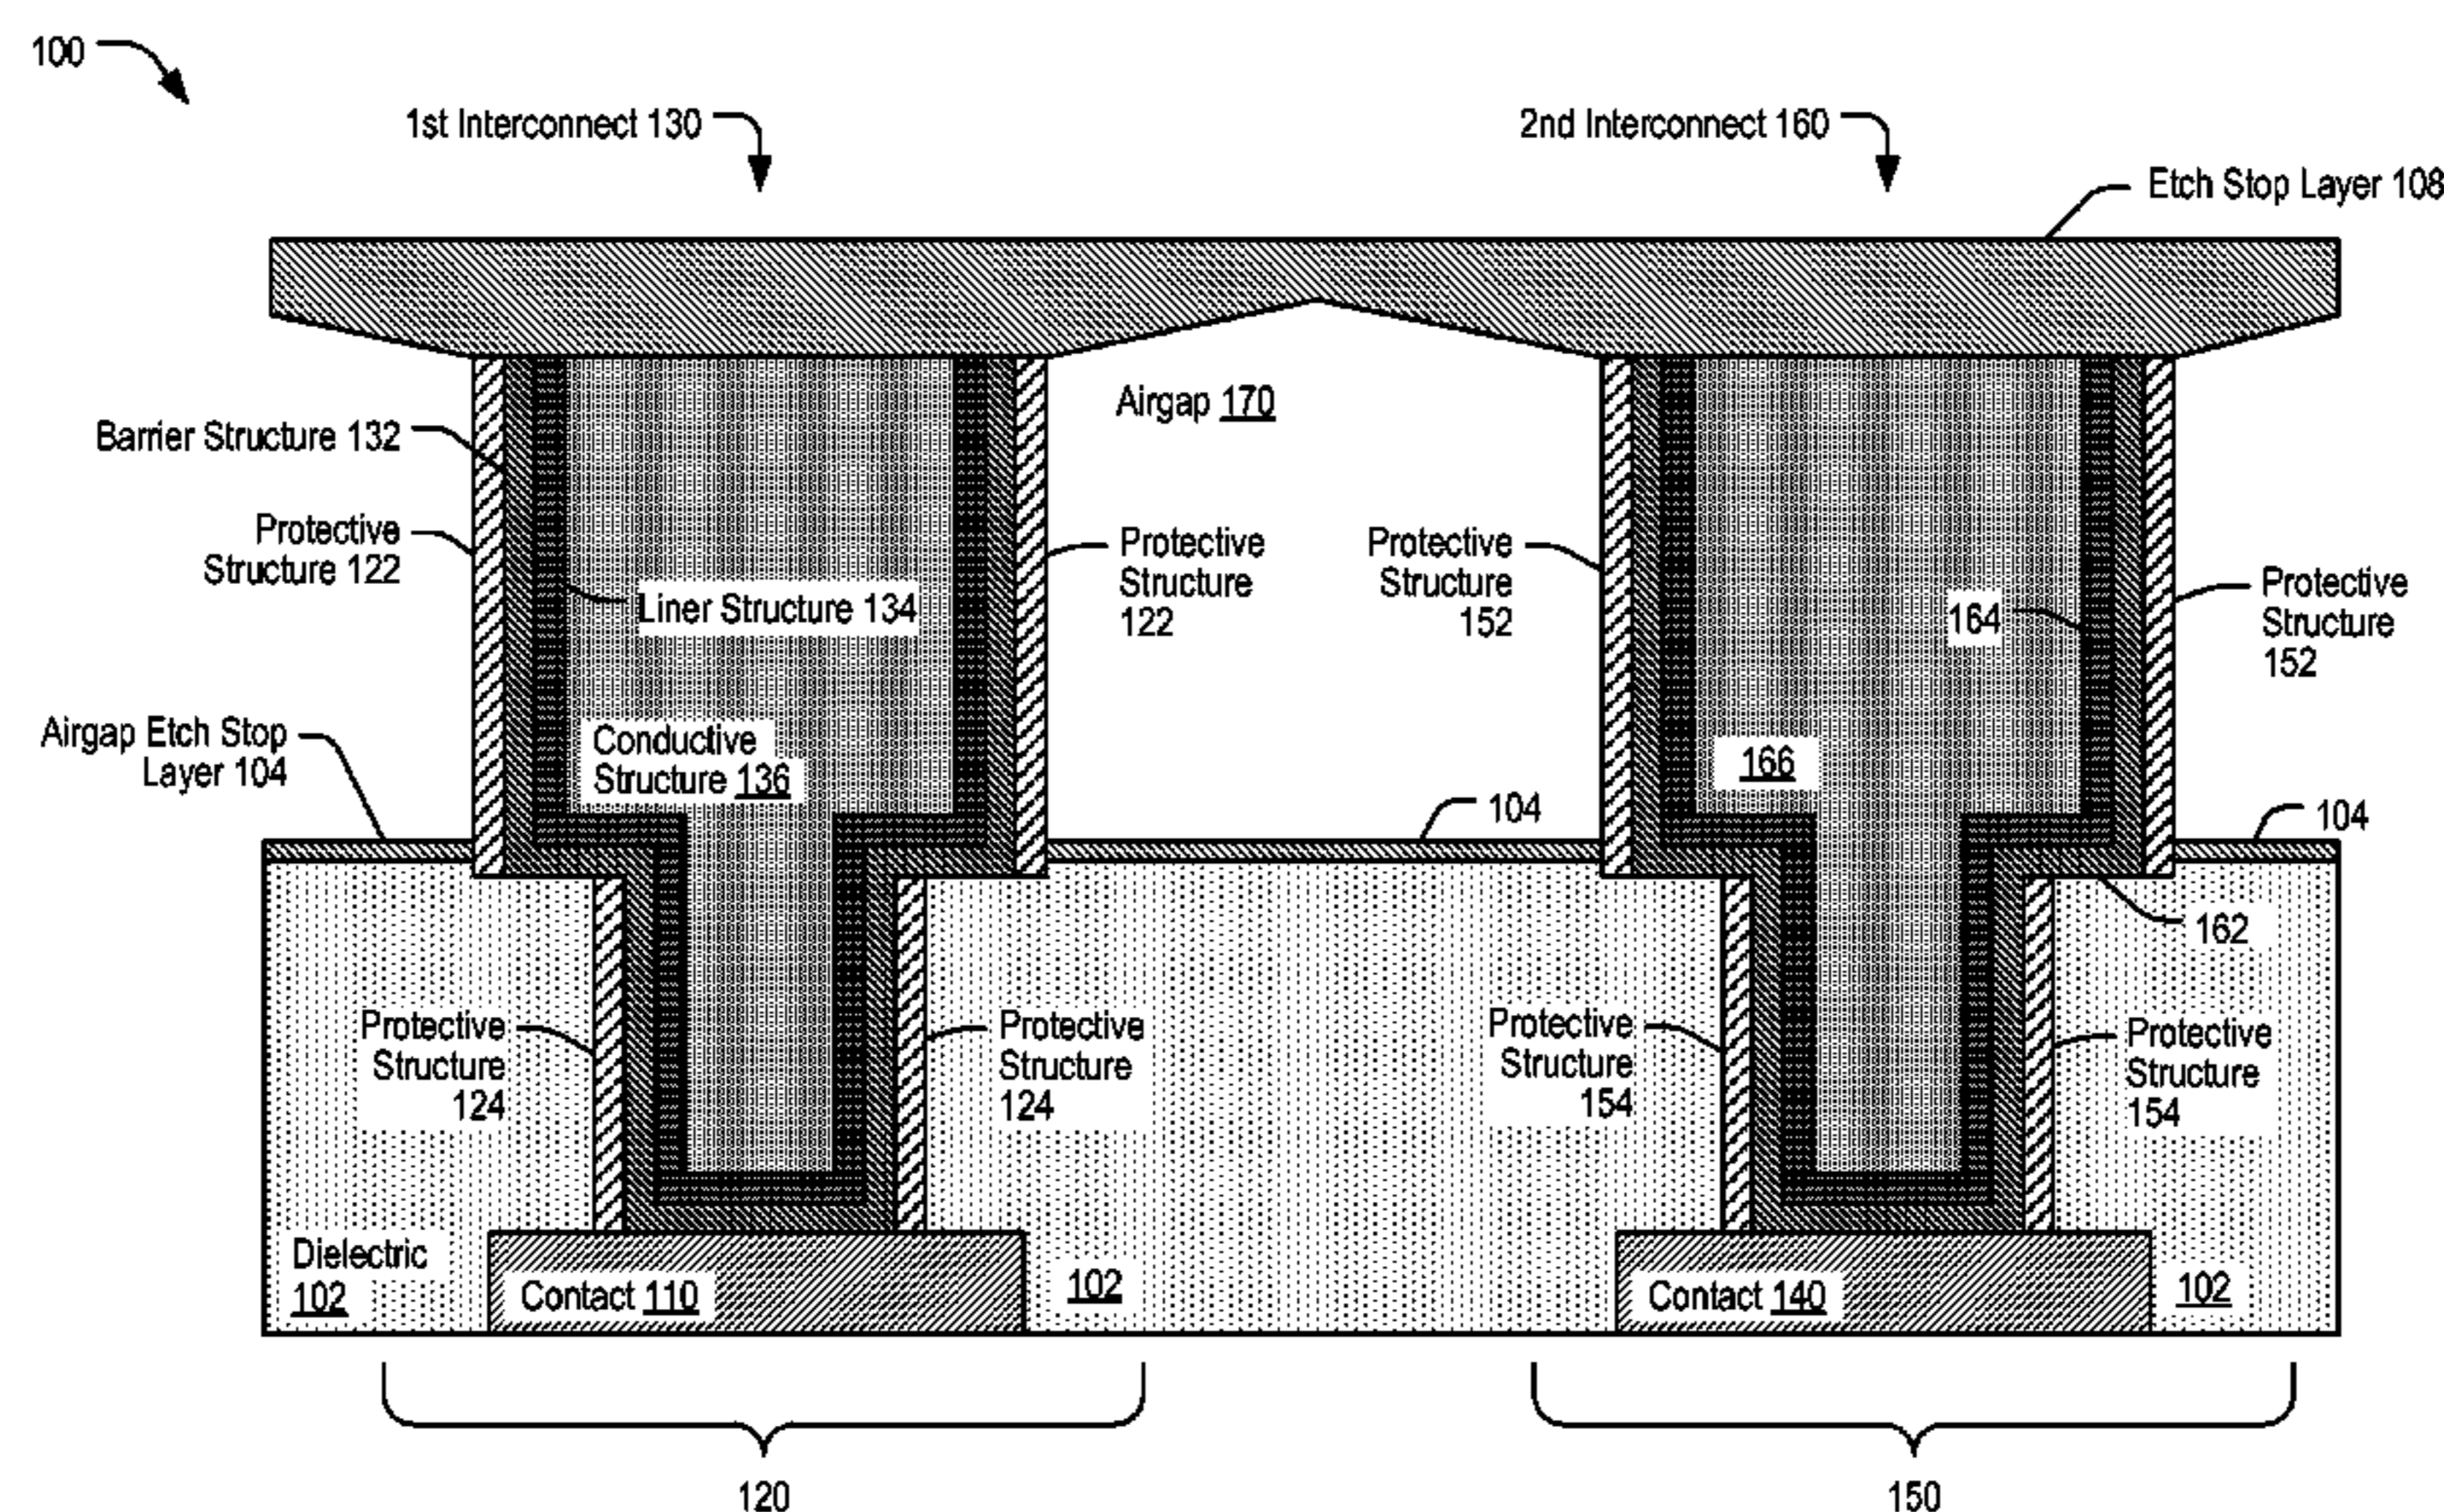 100
1st Interconnect 130
2nd Interconnect 160
Etch Stop Layer 108
Airgap 170
Barrier Structure 132
Protective
Structure 122
Protective
Structure
122
Protective
Structure
152
Protective
Structure
152
Liner Structure 134
164
Airgap Etch Stop
Layer 104
Conductive
Structure 136
166
104
104
162
Protective
Structure
124
Protective
Structure
124
Protective
Structure
154
Protective
Structure
154
Dielectric
102
Contact 110
102
Contact 140
102
120
150